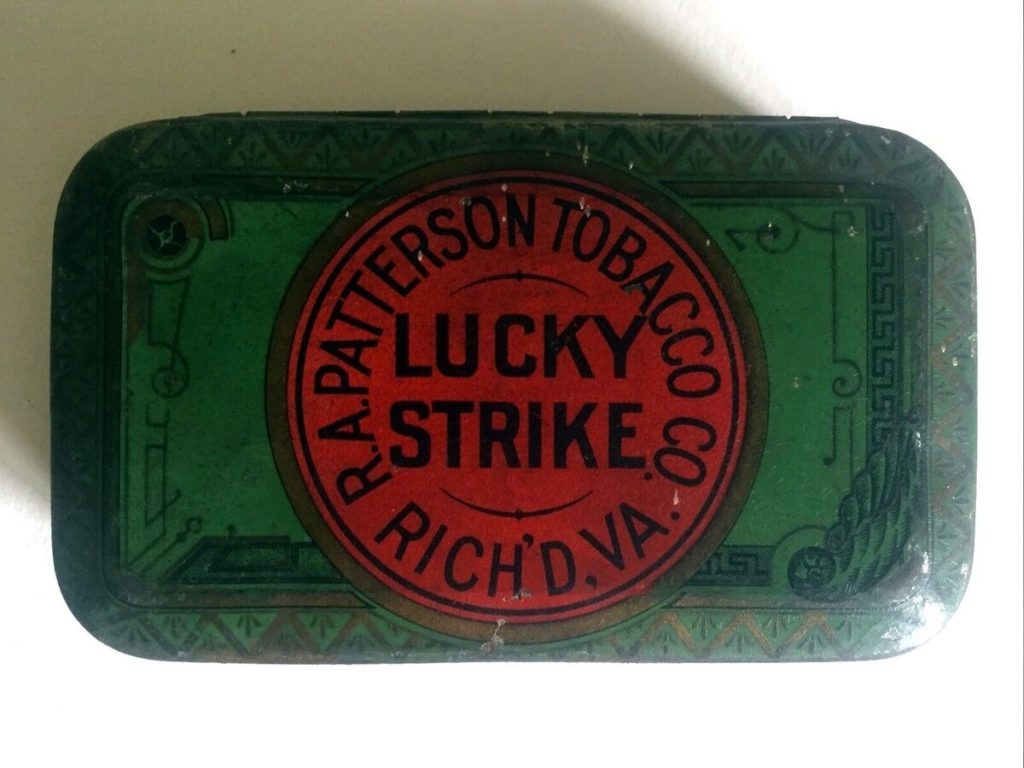 R.A. PATTERSON TOBACCO CO.
LUCKY
STRIKE
RICH'D, VA.